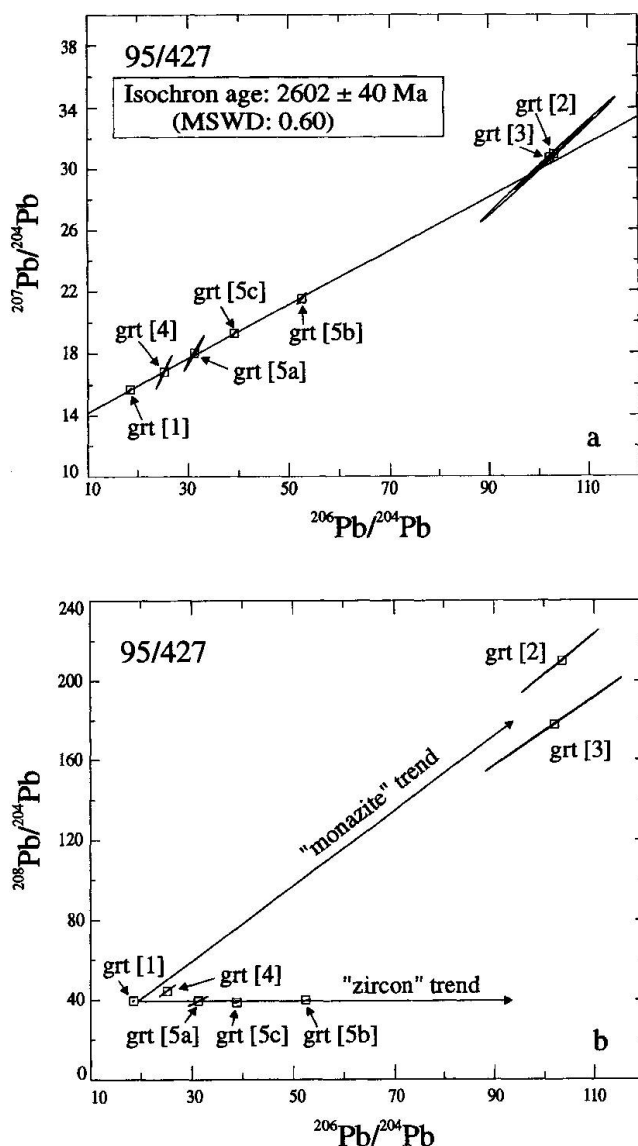 95/427
Isochron age: 2602 ± 40 Ma
(MSWD: 0.60)
grt [2]
grt [3]
grt [5c]
grt [5b]
grt [4]
grt [5a]
grt [1]
a
40
36
32
28
26
22
18
14
10
²⁰⁷Pb/²⁰⁴Pb
10 30 50 70 90 110
²⁰⁶Pb/²⁰⁴Pb
95/427
grt [2]
grt [3]
"monazite" trend
grt [1]
grt [4]
"zircon" trend
grt [5a]
grt [5c]
grt [5b]
b
240
200
160
120
80
40
0
²⁰⁸Pb/²⁰⁴Pb
10 30 50 70 90 110
²⁰⁶Pb/²⁰⁴Pb